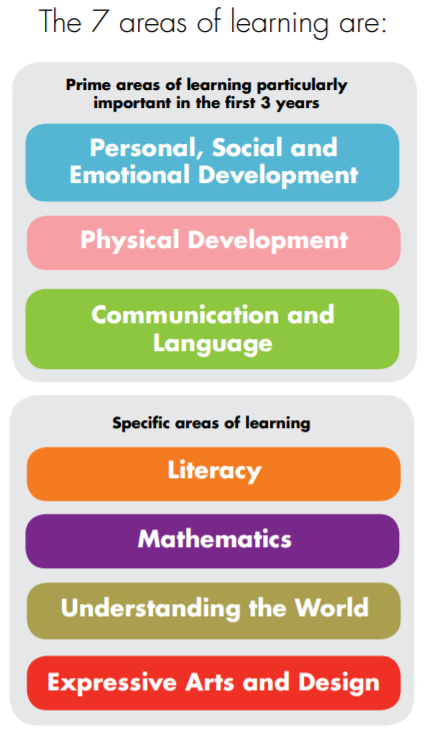 The 7 areas of learning are:
Prime areas of learning particularly
important in the first 3 years
Personal, Social and
Emotional Development
Physical Development
Communication and
Language
Specific areas of learning
Literacy
Mathematics
Understanding the World
Expressive Arts and Design